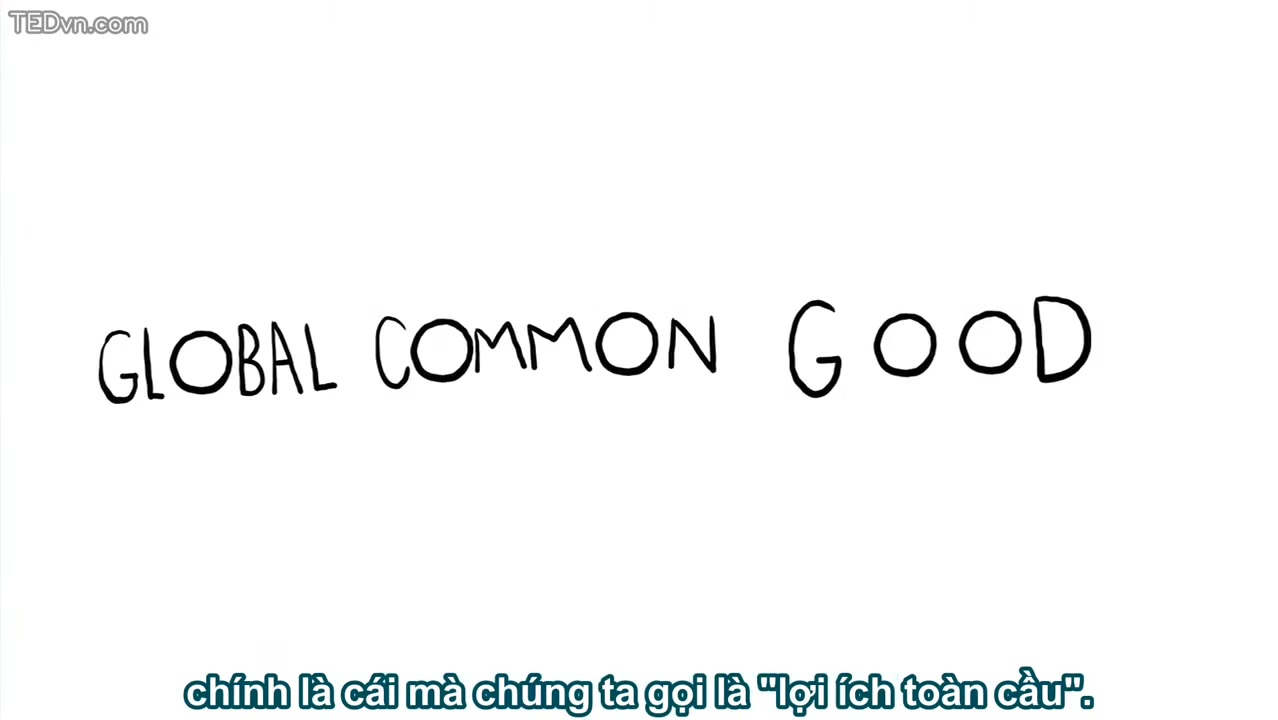 TEDvn.com
GLOBAL COMMON GOOD
chính là cái mà chúng ta gọi là "lợi ích toàn cầu".